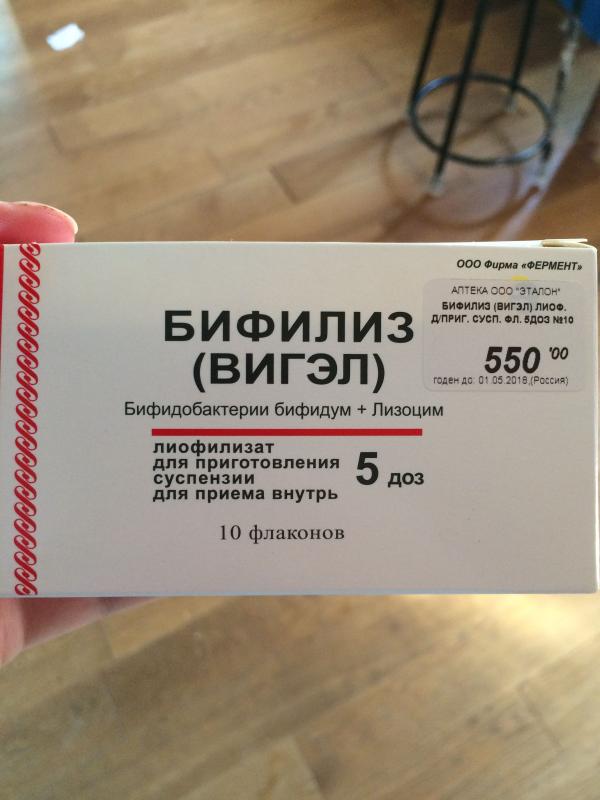 ООО Фирма «ФЕРМЕНТ»
АПТЕКА ООО "ЭТАЛОН"
БИФИЛИЗ (ВИГЭЛ) ЛИОФ.
Д/ПРИГ. СУСП. ФЛ. 5ДОЗ №10
550 '00
годен до: 01.05.2018,(Россия)
БИФИЛИЗ
(ВИГЭЛ)
Бифидобактерии бифидум + Лизоцим
лиофилизат
для приготовления
суспензии
для приема внутрь
5 доз
10 флаконов